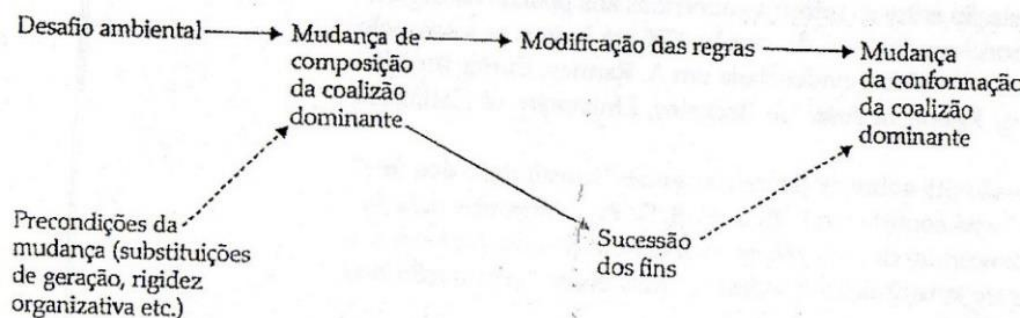 Desafio ambiental
Mudança de
composição
da coalizão
dominante
Modificação das regras
Mudança
da conformação
da coalizão
dominante
Precondições da
mudança (substituições
de geração, rigidez
organizativa etc.)
Sucessão
dos fins